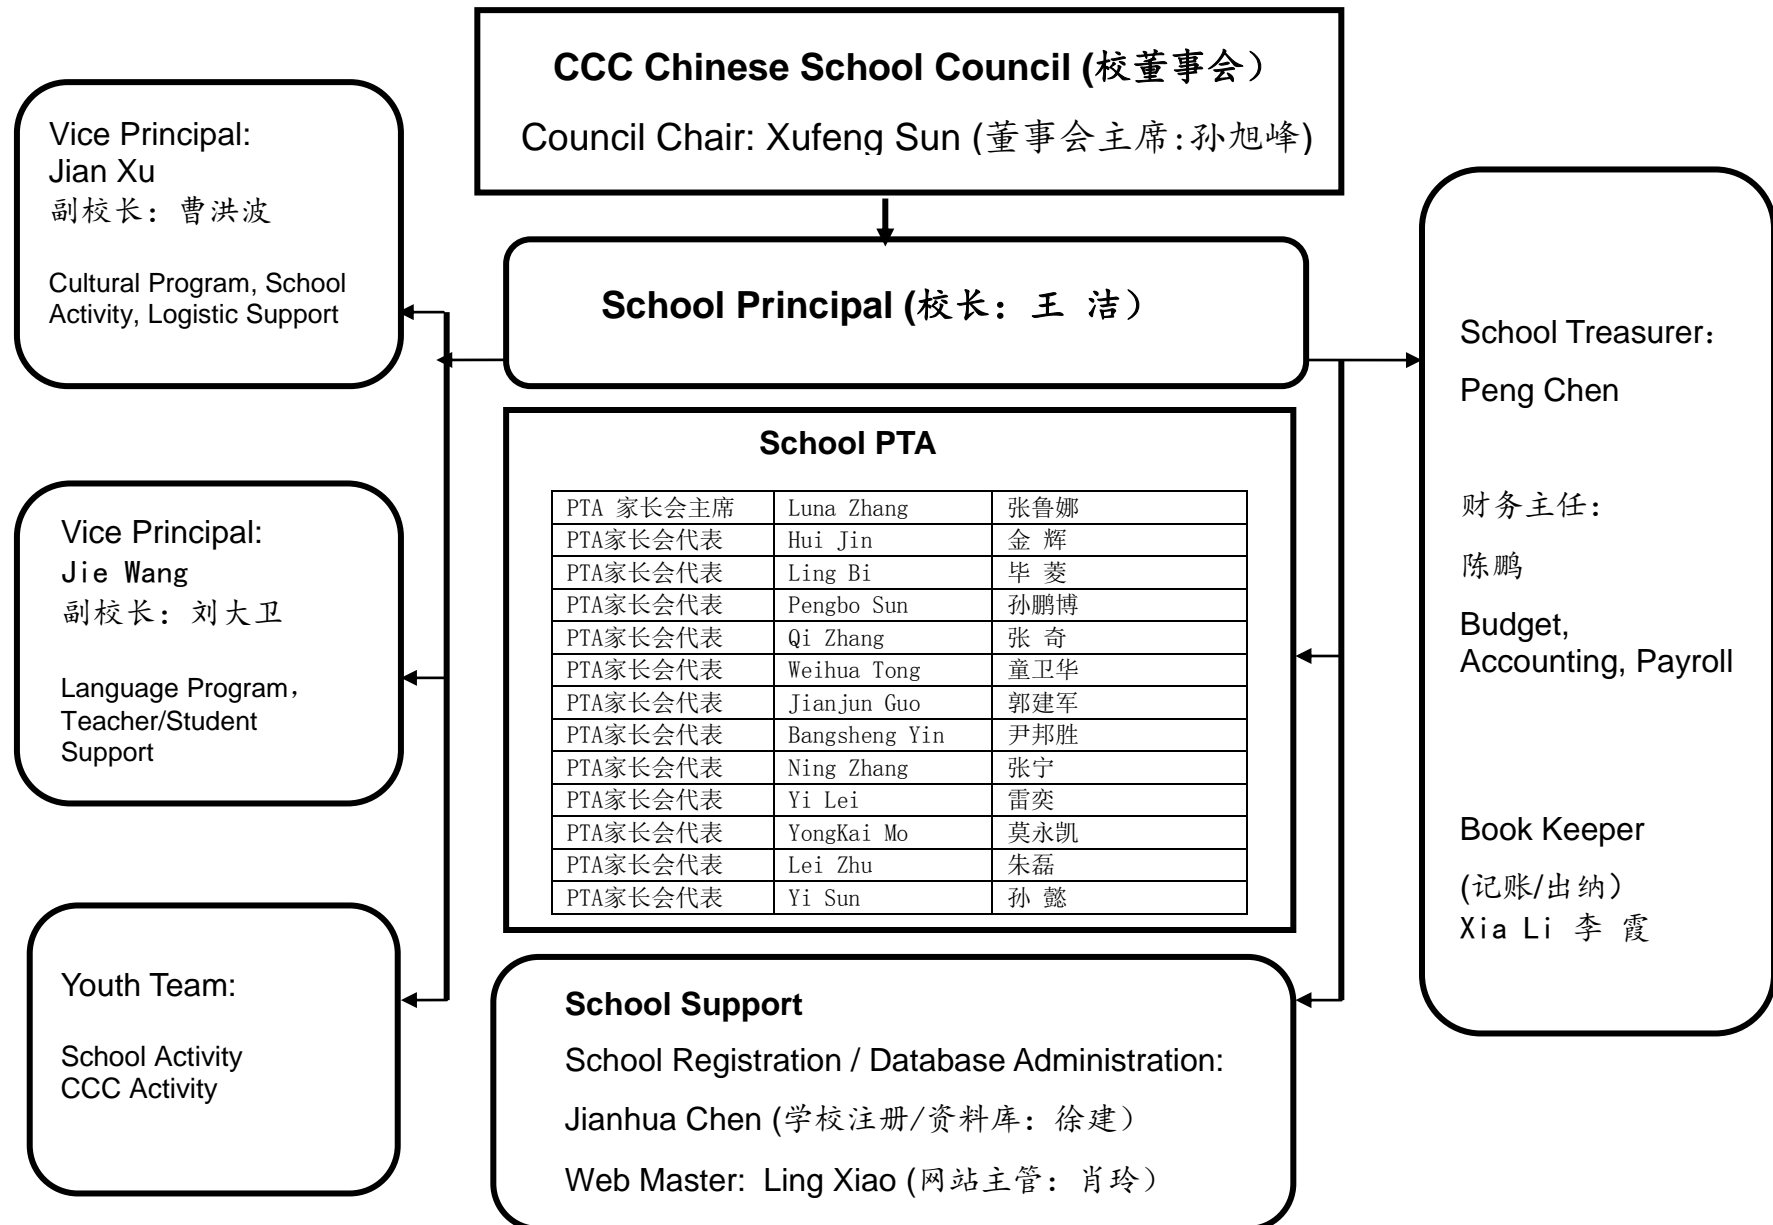 CCC Chinese School Council (校董事会）
Council Chair: Xufeng Sun (董事会主席:孙旭峰)
Vice Principal:
Jian Xu
副校长：曹洪波
Cultural Program, School
Activity, Logistic Support
School Principal (校长：王 洁）
School Treasurer：
Peng Chen
财务主任：
陈鹏
Budget,
Accounting, Payroll
Book Keeper
(记账/出纳）
Xia Li 李 霞
School PTA
PTA 家长会主席 Luna Zhang 张鲁娜
PTA家长会代表 Hui Jin 金 辉
PTA家长会代表 Ling Bi 毕 菱
PTA家长会代表 Pengbo Sun 孙鹏博
PTA家长会代表 Qi Zhang 张 奇
PTA家长会代表 Weihua Tong 童卫华
PTA家长会代表 Jianjun Guo 郭建军
PTA家长会代表 Bangsheng Yin 尹邦胜
PTA家长会代表 Ning Zhang 张宁
PTA家长会代表 Yi Lei 雷奕
PTA家长会代表 YongKai Mo 莫永凯
PTA家长会代表 Lei Zhu 朱磊
PTA家长会代表 Yi Sun 孙 懿
Vice Principal:
Jie Wang
副校长：刘大卫
Language Program，
Teacher/Student
Support
Youth Team:
School Activity
CCC Activity
School Support
School Registration / Database Administration:
Jianhua Chen (学校注册/资料库：徐建）
Web Master:  Ling Xiao (网站主管：肖玲）